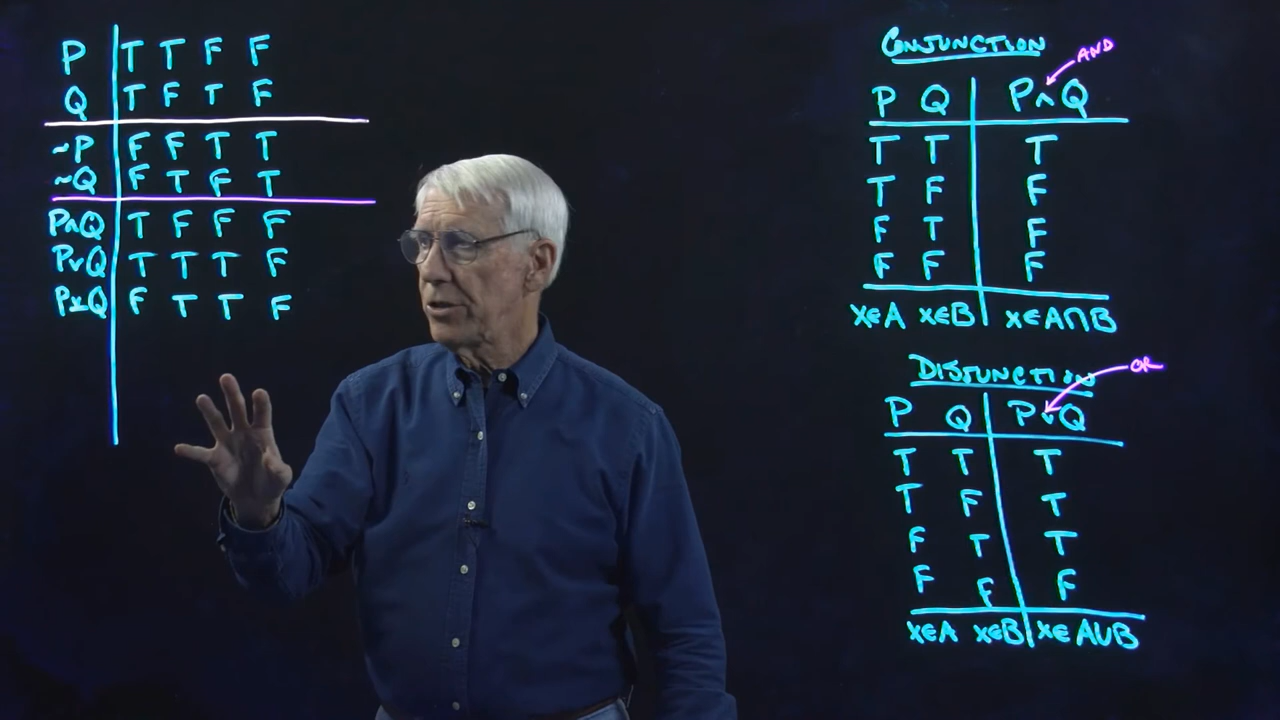 P T T F F
Q T F T F
~P F F T T
~Q F T F T
P∧Q T F F F
P∨Q T T T F
P⊻Q F T T F
CONJUNCTION
AND
P Q P∧Q
T T T
T F F
F T F
F F F
x∈A x∈B x∈A∩B
DISJUNCTION
OR
P Q P∨Q
T T T
T F T
F T T
F F F
x∈A x∈B x∈A∪B